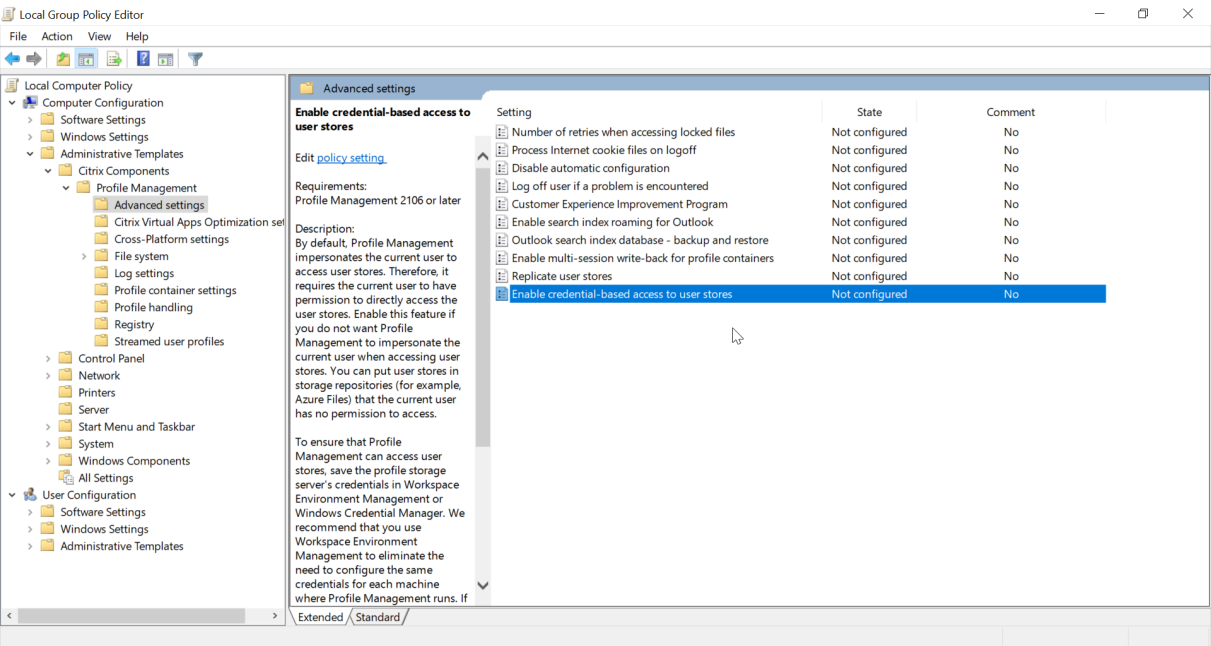 Local Group Policy Editor
File Action View Help
Local Computer Policy
Computer Configuration
Software Settings
Windows Settings
Administrative Templates
Citrix Components
Profile Management
Advanced settings
Citrix Virtual Apps Optimization set
Cross-Platform settings
File system
Log settings
Profile container settings
Profile handling
Registry
Streamed user profiles
Control Panel
Network
Printers
Server
Start Menu and Taskbar
System
Windows Components
All Settings
User Configuration
Software Settings
Windows Settings
Administrative Templates
Advanced settings
Enable credential-based access to
user stores
Edit policy setting
Requirements:
Profile Management 2106 or later
Description:
By default, Profile Management
impersonates the current user to
access user stores. Therefore, it
requires the current user to have
permission to directly access the
user stores. Enable this feature if
you do not want Profile
Management to impersonate the
current user when accessing user
stores. You can put user stores in
storage repositories (for example,
Azure Files) that the current user
has no permission to access.
To ensure that Profile
Management can access user
stores, save the profile storage
server's credentials in Workspace
Environment Management or
Windows Credential Manager. We
recommend that you use
Workspace Environment
Management to eliminate the
need to configure the same
credentials for each machine
where Profile Management runs. If
Setting State Comment
Number of retries when accessing locked files Not configured No
Process Internet cookie files on logoff Not configured No
Disable automatic configuration Not configured No
Log off user if a problem is encountered Not configured No
Customer Experience Improvement Program Not configured No
Enable search index roaming for Outlook Not configured No
Outlook search index database - backup and restore Not configured No
Enable multi-session write-back for profile containers Not configured No
Replicate user stores Not configured No
Enable credential-based access to user stores Not configured No
Extended Standard